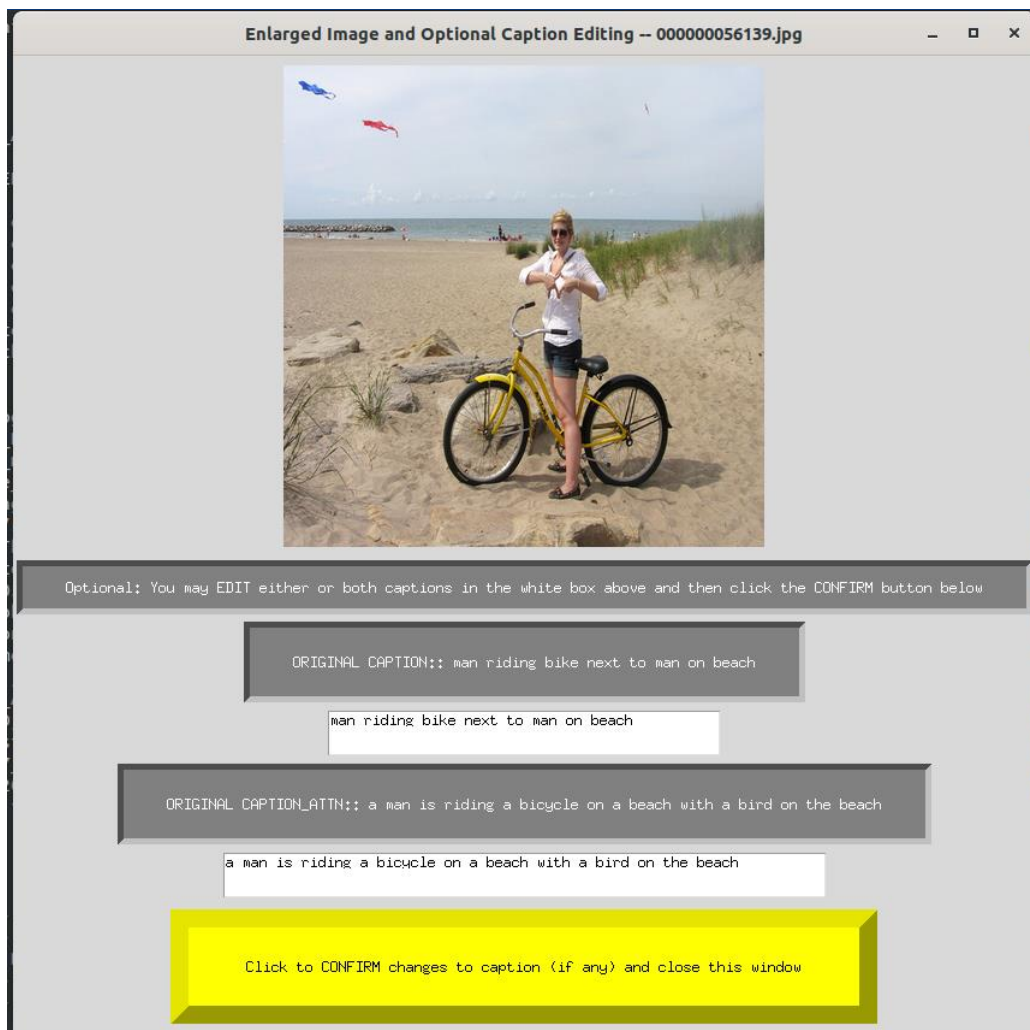 Enlarged Image and Optional Caption Editing -- 000000056139.jpg
Optional: You may EDIT either or both captions in the white box above and then click the CONFIRM button below
ORIGINAL CAPTION:: man riding bike next to man on beach
man riding bike next to man on beach
ORIGINAL CAPTION_ATTN:: a man is riding a bicycle on a beach with a bird on the beach
a man is riding a bicycle on a beach with a bird on the beach
Click to CONFIRM changes to caption (if any) and close this window